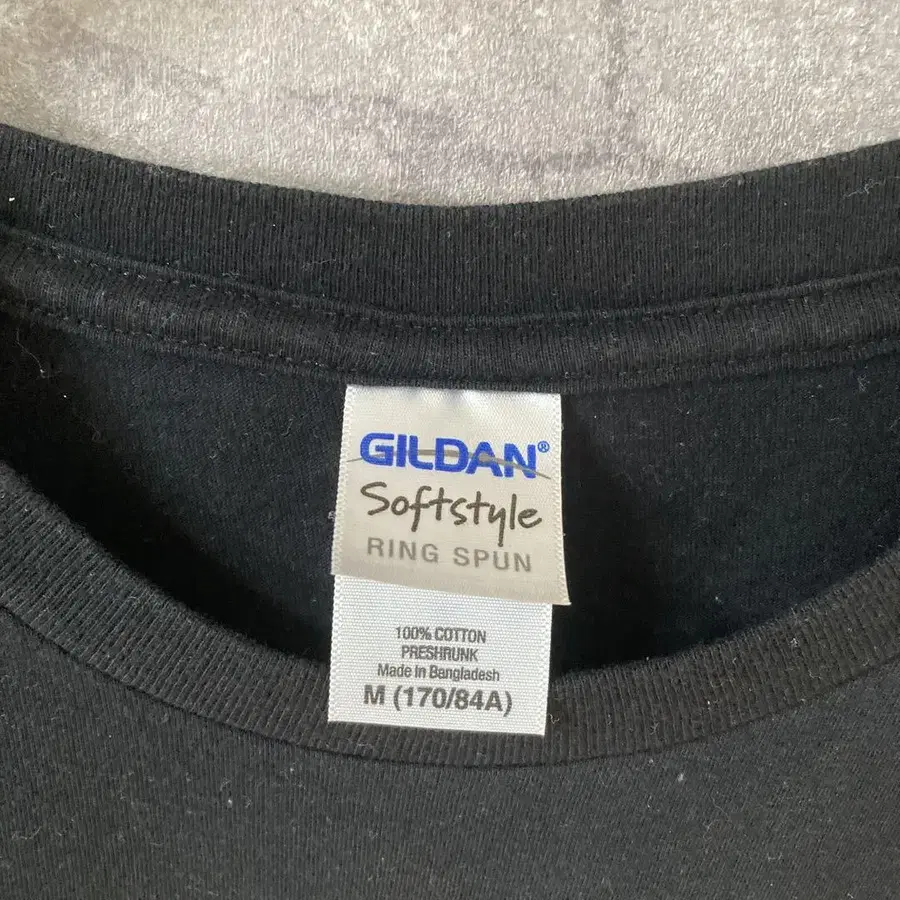 GILDAN®
Softstyle
RING SPUN
100% COTTON
PRESHRUNK
Made in Bangladesh
M (170/84A)